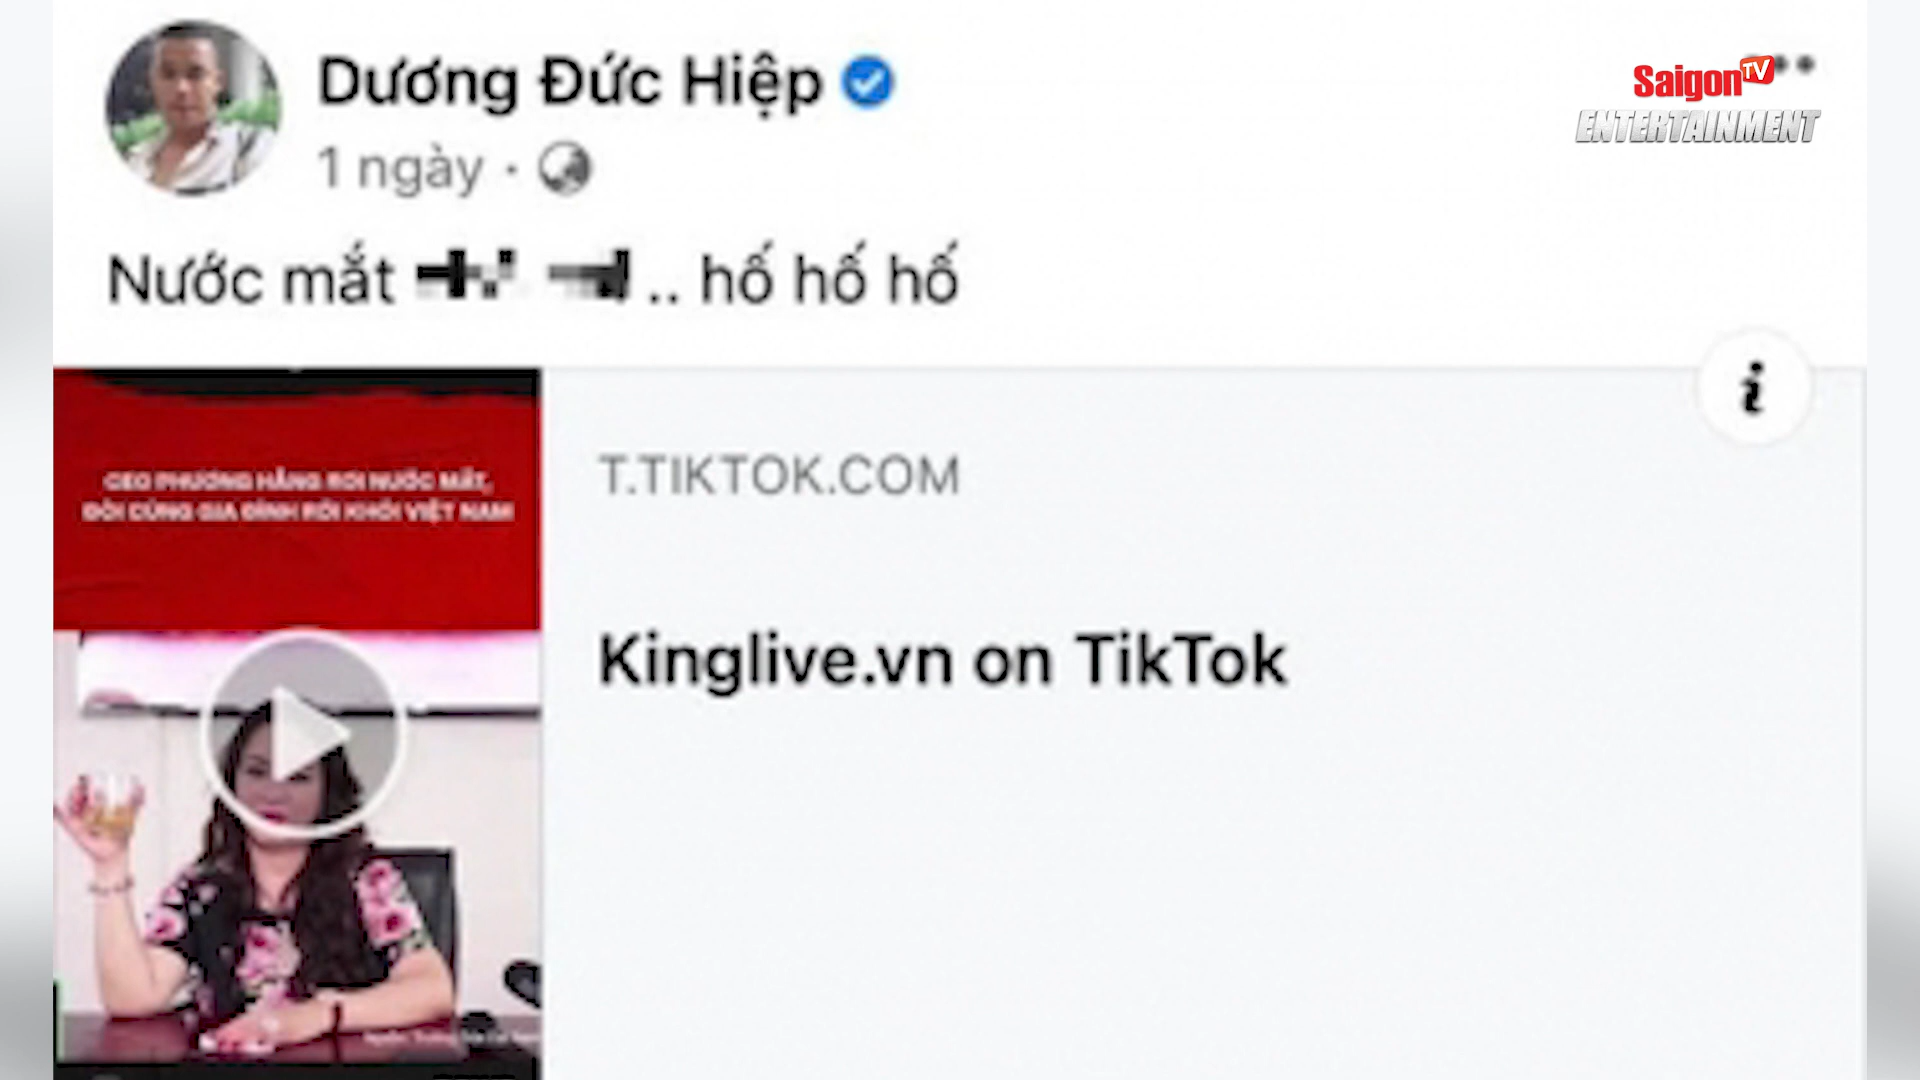 Dương Đức Hiệp
1 ngày ·
Saigon TV
ENTERTAINMENT
Nước mắt .. hố hố hố
CEO PHƯƠNG HẰNG RƠI NƯỚC MẮT,
ĐÒI CÙNG GIA ĐÌNH RỜI KHỎI VIỆT NAM
T.TIKTOK.COM
Kinglive.vn on TikTok